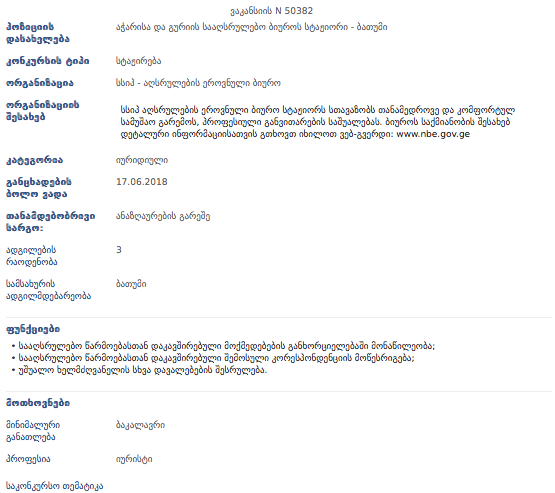 ვაკანსიის N 50382
პოზიციის
დასახელება
აჭარისა და გურიის სააღსრულებო ბიუროს სტაჟიორი - ბათუმი
კონკურსის ტიპი
სტაჟირება
ორგანიზაცია
სსიპ - აღსრულების ეროვნული ბიურო
ორგანიზაციის
შესახებ
სსიპ აღსრულების ეროვნული ბიურო სტაჟიორს სთავაზობს თანამედროვე და კომფორტულ
სამუშაო გარემოს, პროფესიული განვითარების საშუალებას. ბიუროს საქმიანობის შესახებ
დეტალური ინფორმაციისათვის გთხოვთ იხილოთ ვებ-გვერდი: www.nbe.gov.ge
კატეგორია
იურიდიული
განცხადების
ბოლო ვადა
17.06.2018
თანამდებობრივი
სარგო:
ანაზღაურების გარეშე
ადგილების
რაოდენობა
3
სამსახურის
ადგილმდებარეობა
ბათუმი
ფუნქციები
• სააღსრულებო წარმოებასთან დაკავშირებული მოქმედებების განხორციელებაში მონაწილეობა;
• სააღსრულებო წარმოებასთან დაკავშირებული შემოსული კორესპონდენციის მოწესრიგება;
• უშუალო ხელმძღვანელის სხვა დავალებების შესრულება.
მოთხოვნები
მინიმალური
განათლება
ბაკალავრი
პროფესია
იურისტი
საკონკურსო თემატიკა